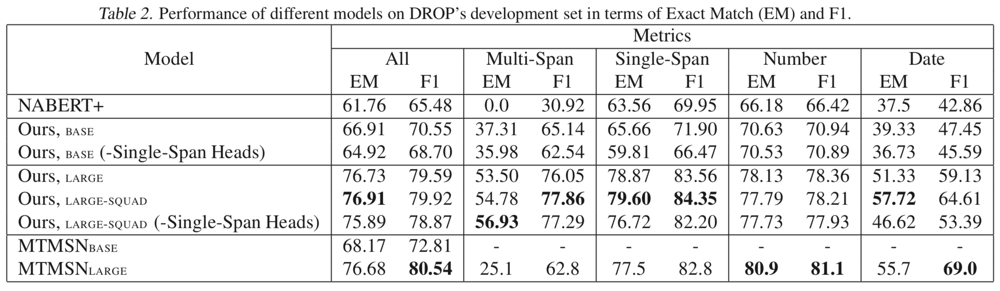 Table 2. Performance of different models on DROP's development set in terms of Exact Match (EM) and F1.
Metrics
Model All Multi-Span Single-Span Number Date
EM F1 EM F1 EM F1 EM F1 EM F1
NABERT+ 61.76 65.48 0.0 30.92 63.56 69.95 66.18 66.42 37.5 42.86
Ours, BASE 66.91 70.55 37.31 65.14 65.66 71.90 70.63 70.94 39.33 47.45
Ours, BASE (-Single-Span Heads) 64.92 68.70 35.98 62.54 59.81 66.47 70.53 70.89 36.73 45.59
Ours, LARGE 76.73 79.59 53.50 76.05 78.87 83.56 78.13 78.36 51.33 59.13
Ours, LARGE-SQUAD 76.91 79.92 54.78 77.86 79.60 84.35 77.79 78.21 57.72 64.61
Ours, LARGE-SQUAD (-Single-Span Heads) 75.89 78.87 56.93 77.29 76.72 82.20 77.73 77.93 46.62 53.39
MTMSNBASE 68.17 72.81 - - - - - - - -
MTMSNLARGE 76.68 80.54 25.1 62.8 77.5 82.8 80.9 81.1 55.7 69.0